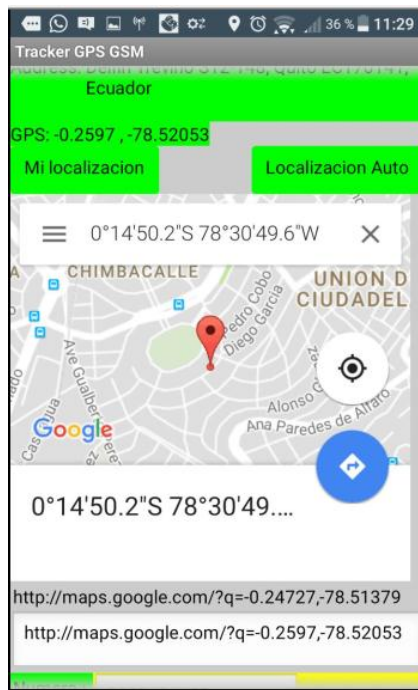 36 % 11:29
Tracker GPS GSM
Ecuador
GPS: -0.2597 , -78.52053
Mi localizacion
Localizacion Auto
0°14'50.2"S 78°30'49.6"W
CHIMBACALLE
UNION D
CIUDADEL
Pedro Cobo
Diego Garcia
Ave Gualbert
Alonso
Ana Paredes de Alfaro
Google
0°14'50.2"S 78°30'49....
http://maps.google.com/?q=-0.24727,-78.51379
http://maps.google.com/?q=-0.2597,-78.52053